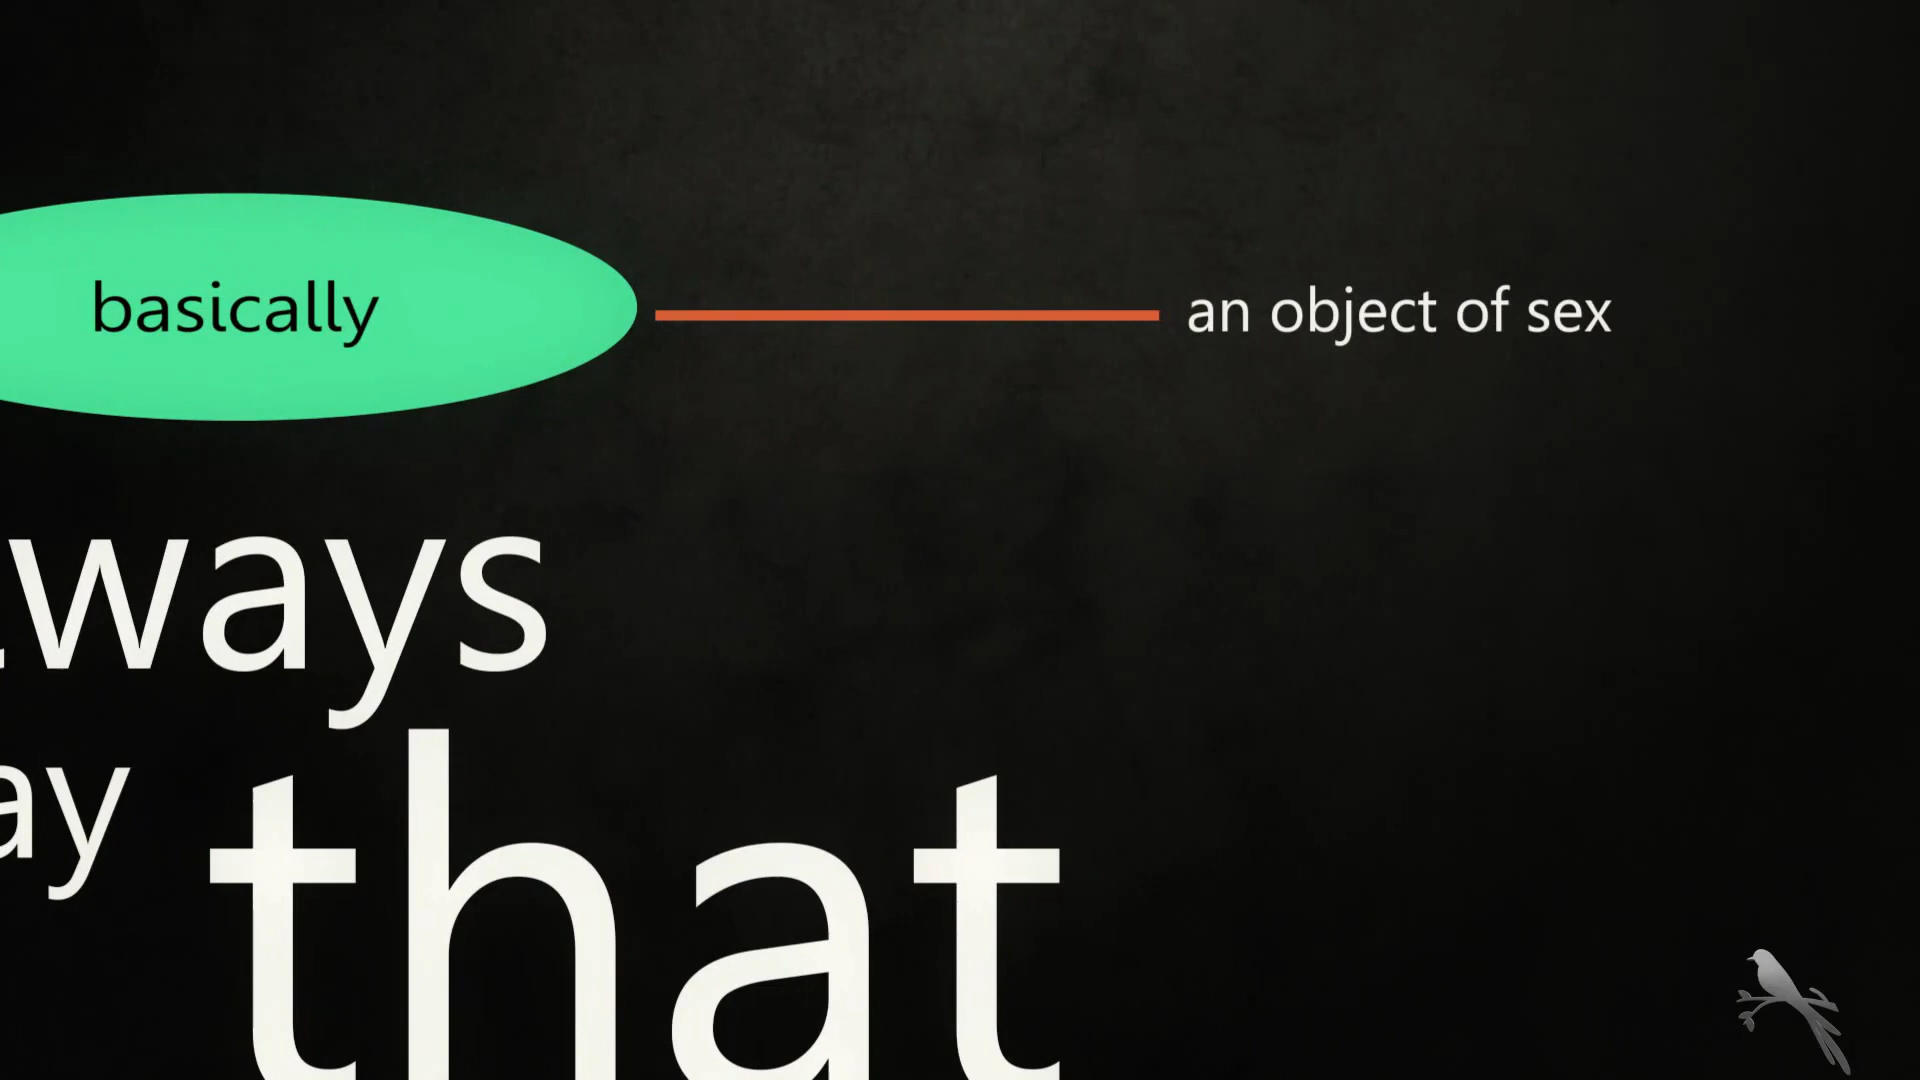 basically an object of sex
ways
ay that